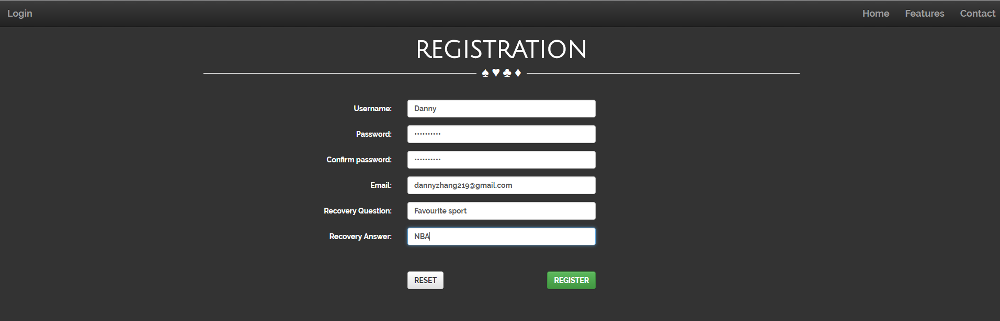 Login Home Features Contact
REGISTRATION
♠ ♥ ♣ ♦
Username: Danny
Password: ••••••••••
Confirm password: ••••••••••
Email: dannyzhang219@gmail.com
Recovery Question: Favourite sport
Recovery Answer: NBA
RESET REGISTER